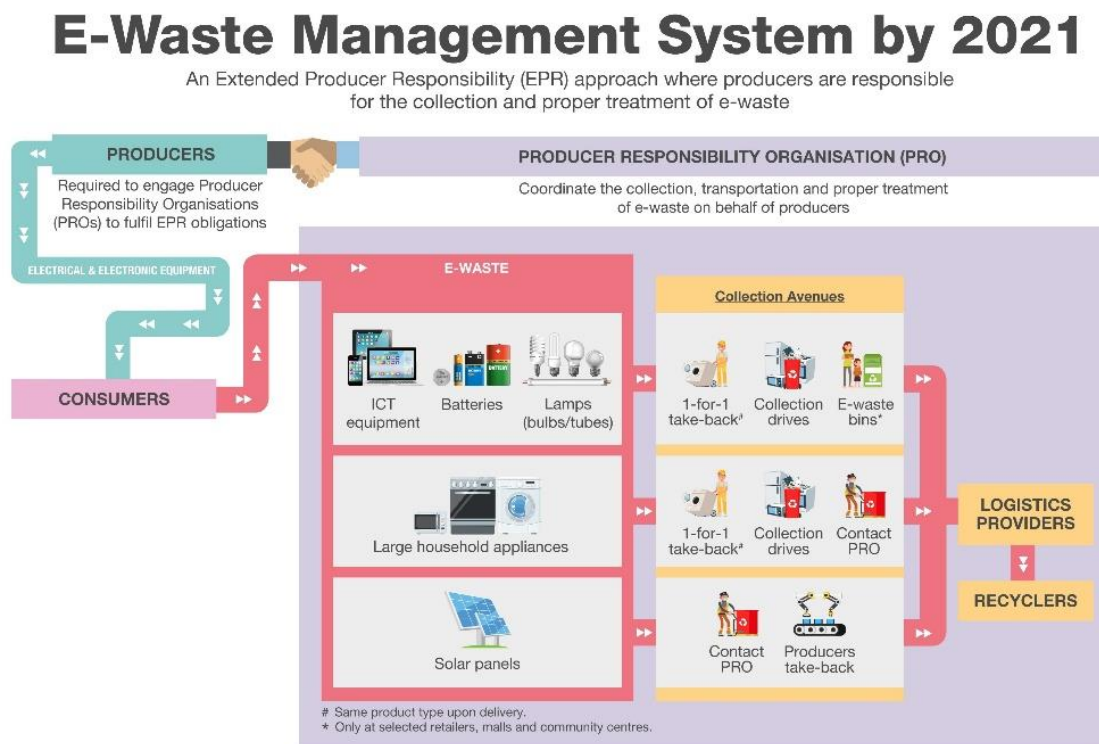 E-Waste Management System by 2021
An Extended Producer Responsibility (EPR) approach where producers are responsible
for the collection and proper treatment of e-waste
PRODUCERS
Required to engage Producer
Responsibility Organisations
(PROs) to fulfil EPR obligations
PRODUCER RESPONSIBILITY ORGANISATION (PRO)
Coordinate the collection, transportation and proper treatment
of e-waste on behalf of producers
ELECTRICAL & ELECTRONIC EQUIPMENT
CONSUMERS
E-WASTE
ICT
equipment
Batteries
BATTERY
Lamps
(bulbs/tubes)
Large household appliances
Solar panels
Collection Avenues
1-for-1
take-back#
Collection
drives
E-waste
bins*
1-for-1
take-back#
Collection
drives
Contact
PRO
Contact
PRO
Producers
take-back
LOGISTICS
PROVIDERS
RECYCLERS
# Same product type upon delivery.
* Only at selected retailers, malls and community centres.